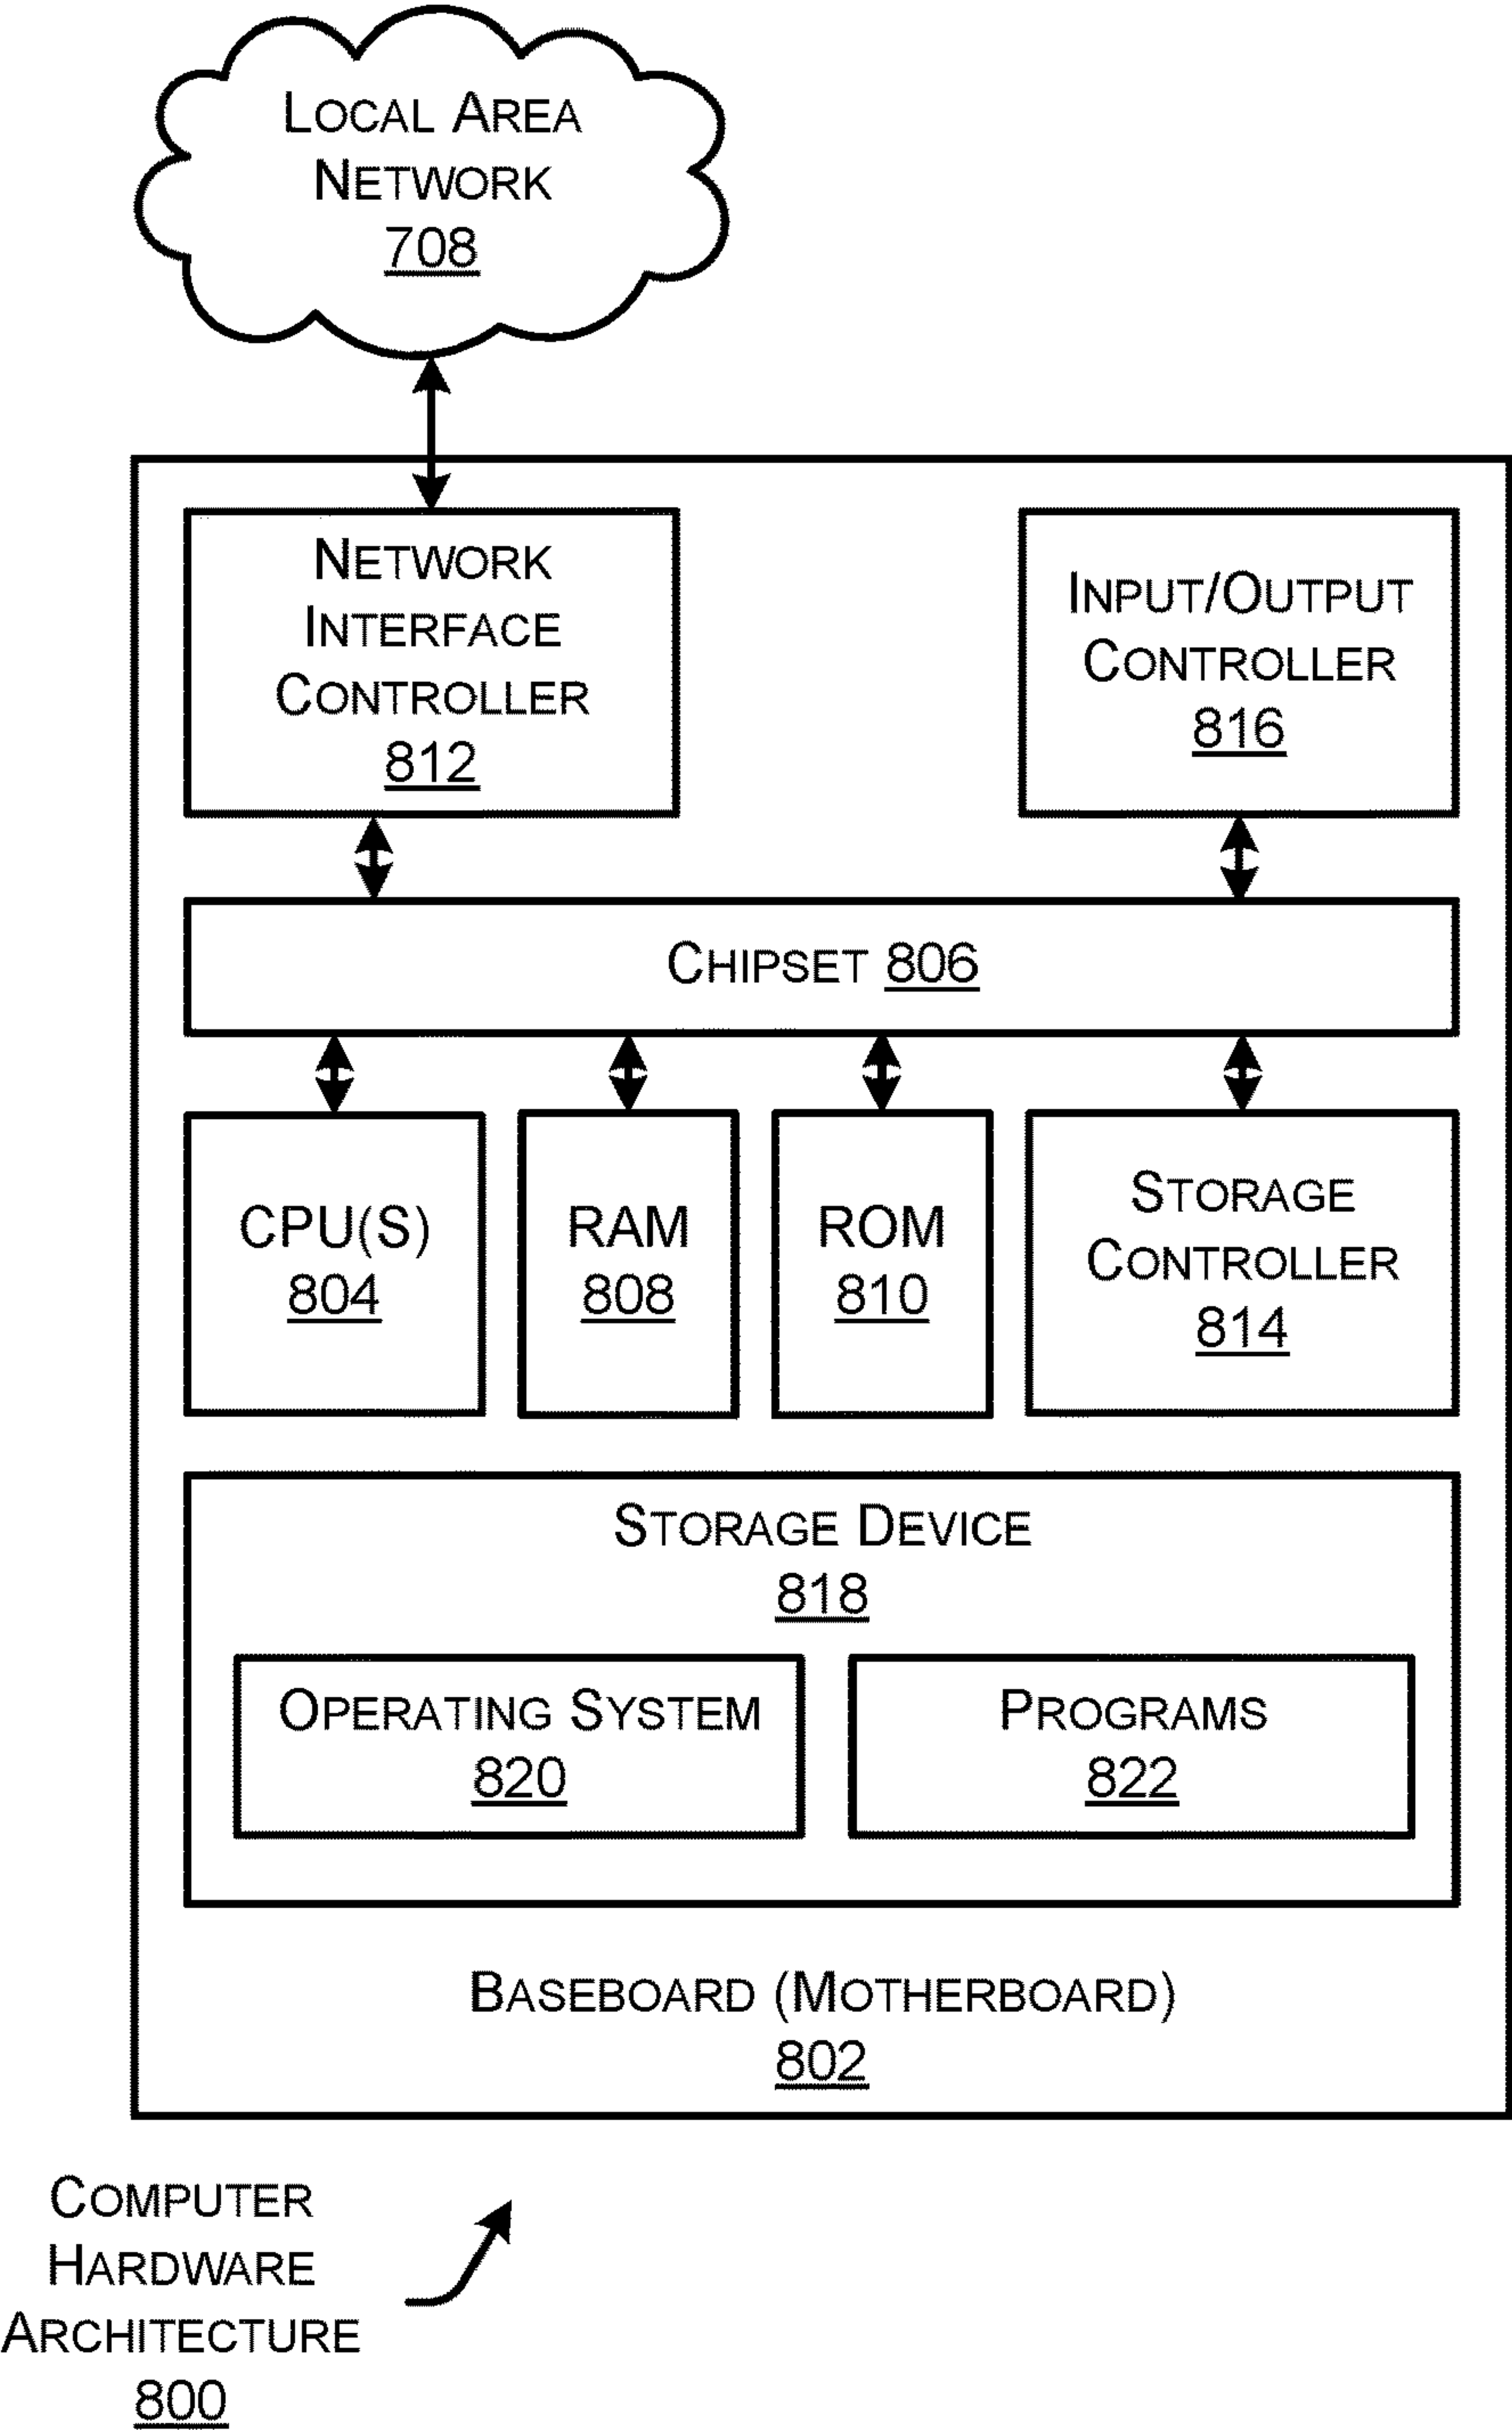 Local Area
Network
708
Network
Interface
Controller
812
Input/Output
Controller
816
Chipset 806
CPU(s)
804
RAM
808
ROM
810
Storage
Controller
814
Storage Device
818
Operating System
820
Programs
822
Baseboard (Motherboard)
802
Computer
Hardware
Architecture
800